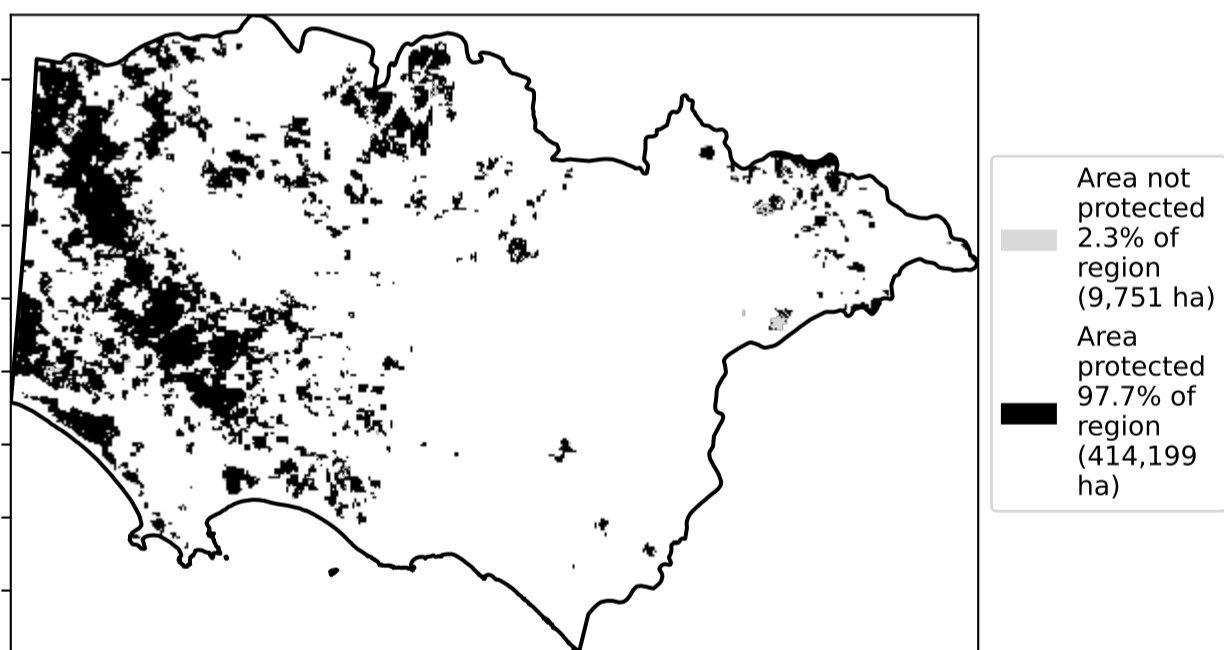 Area not
protected
2.3% of
region
(9,751 ha)
Area
protected
97.7% of
region
(414,199
ha)